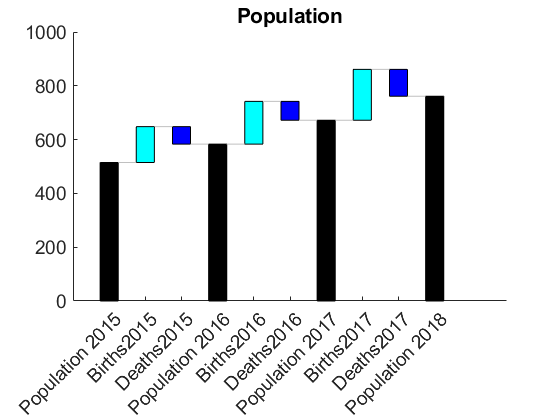 Population
1000
800
600
400
200
0
Population 2015
Births2015
Deaths2015
Population 2016
Births2016
Deaths2016
Population 2017
Births2017
Deaths2017
Population 2018